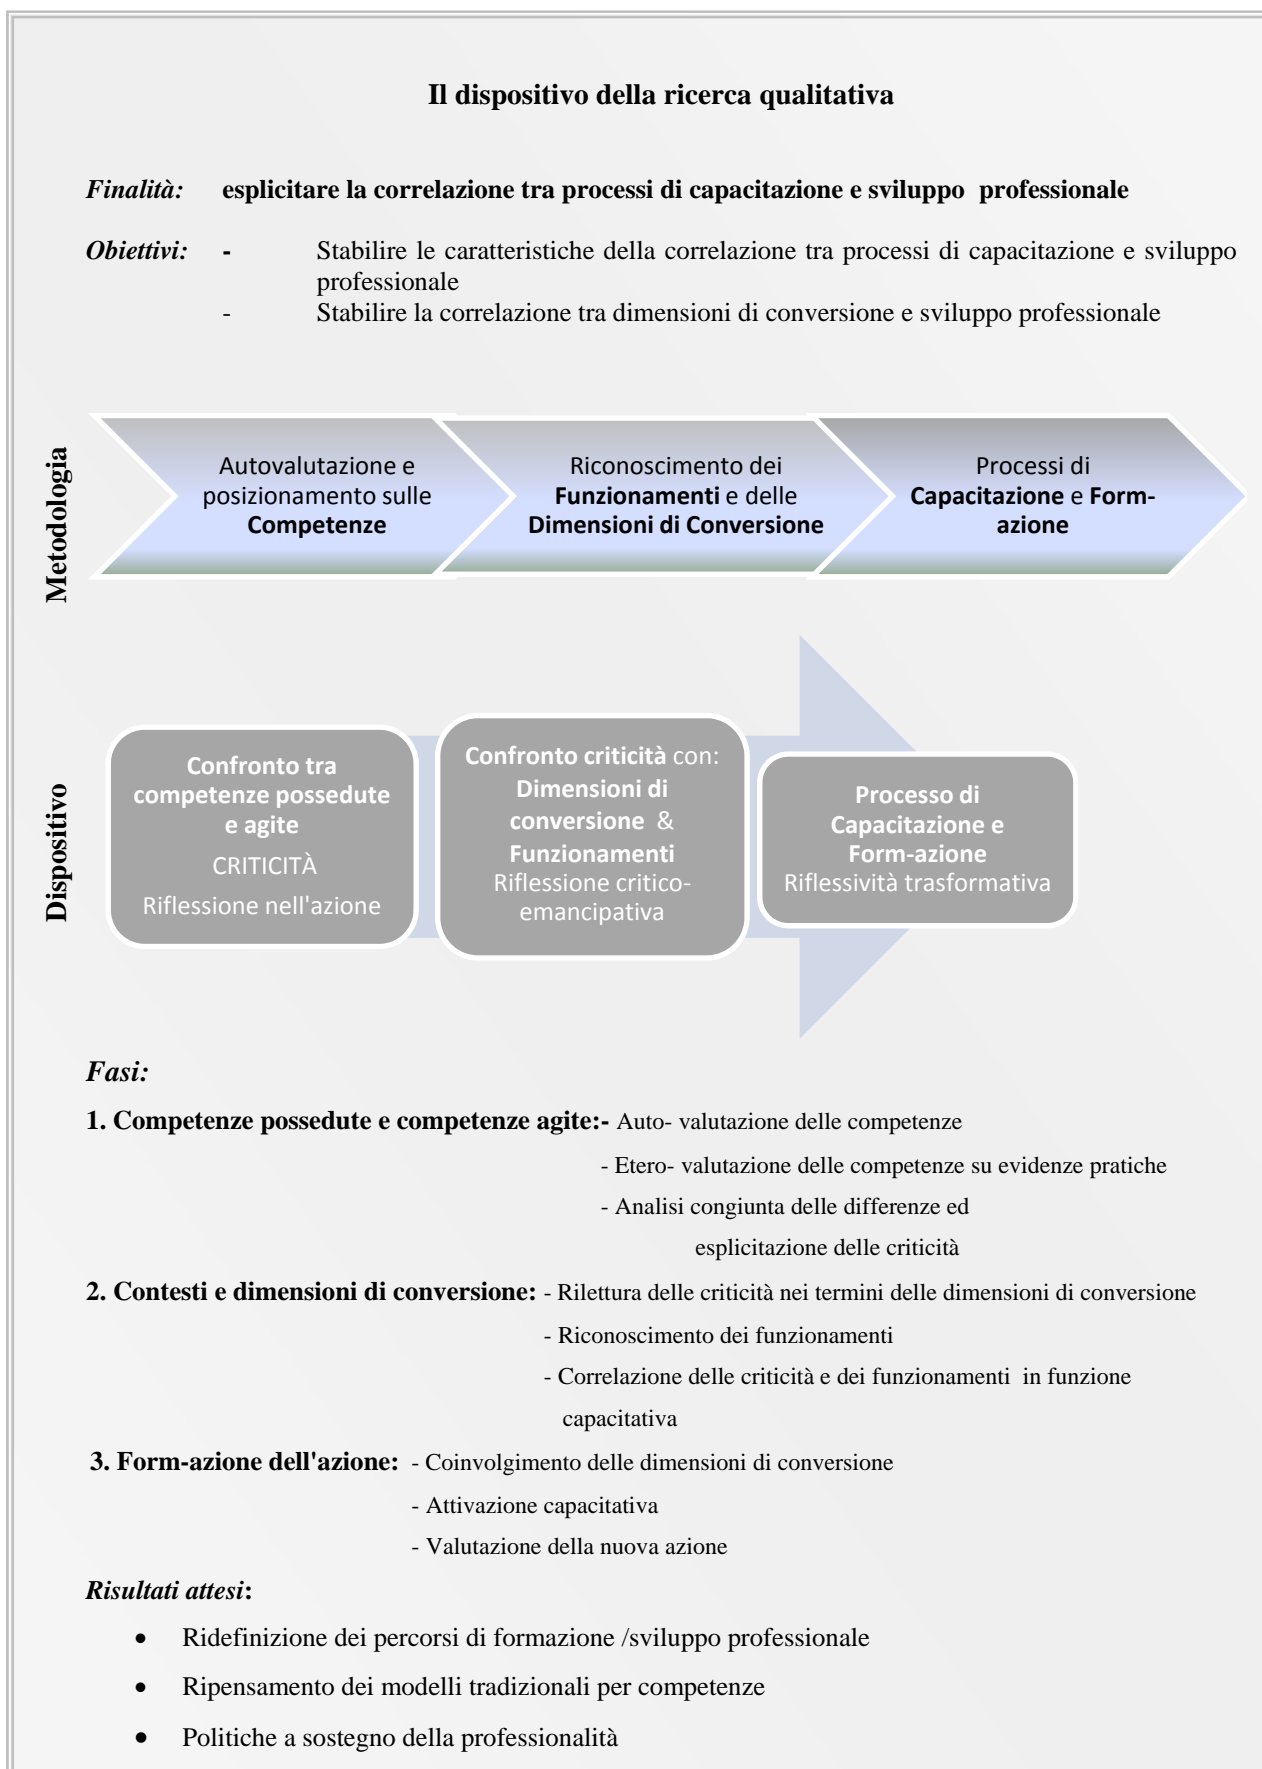 Il dispositivo della ricerca qualitativa
Finalità: esplicitare la correlazione tra processi di capacitazione e sviluppo professionale
Obiettivi: - Stabilire le caratteristiche della correlazione tra processi di capacitazione e sviluppo
professionale
- Stabilire la correlazione tra dimensioni di conversione e sviluppo professionale
Metodologia
Autovalutazione e
posizionamento sulle
Competenze
Riconoscimento dei
Funzionamenti e delle
Dimensioni di Conversione
Processi di
Capacitazione e Form-
azione
Dispositivo
Confronto tra
competenze possedute
e agite
CRITICITÀ
Riflessione nell'azione
Confronto criticità con:
Dimensioni di
conversione &
Funzionamenti
Riflessione critico-
emancipativa
Processo di
Capacitazione e
Form-azione
Riflessività trasformativa
Fasi:
1. Competenze possedute e competenze agite:- Auto- valutazione delle competenze
- Etero- valutazione delle competenze su evidenze pratiche
- Analisi congiunta delle differenze ed
esplicitazione delle criticità
2. Contesti e dimensioni di conversione: - Rilettura delle criticità nei termini delle dimensioni di conversione
- Riconoscimento dei funzionamenti
- Correlazione delle criticità e dei funzionamenti in funzione
capacitativa
3. Form-azione dell'azione: - Coinvolgimento delle dimensioni di conversione
- Attivazione capacitativa
- Valutazione della nuova azione
Risultati attesi:
• Ridefinizione dei percorsi di formazione /sviluppo professionale
• Ripensamento dei modelli tradizionali per competenze
• Politiche a sostegno della professionalità